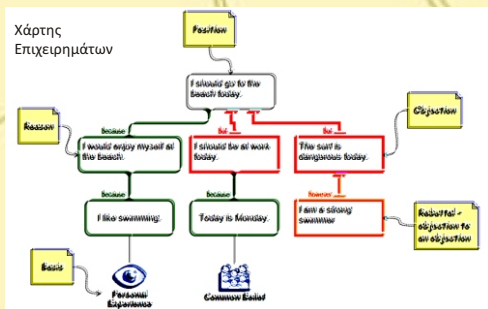 Χάρτης
Επιχειρημάτων
Position
I should go to the
beach today.
Reason
Objection
Because
But
But
I would enjoy myself at
the beach.
I should be at work
today.
The surf is
dangerous today.
Because
Because
However
I like swimming.
Today is Monday.
I am a strong
swimmer
Rebuttal -
objection to
an objection
Basis
Personal
Experience
Common Belief